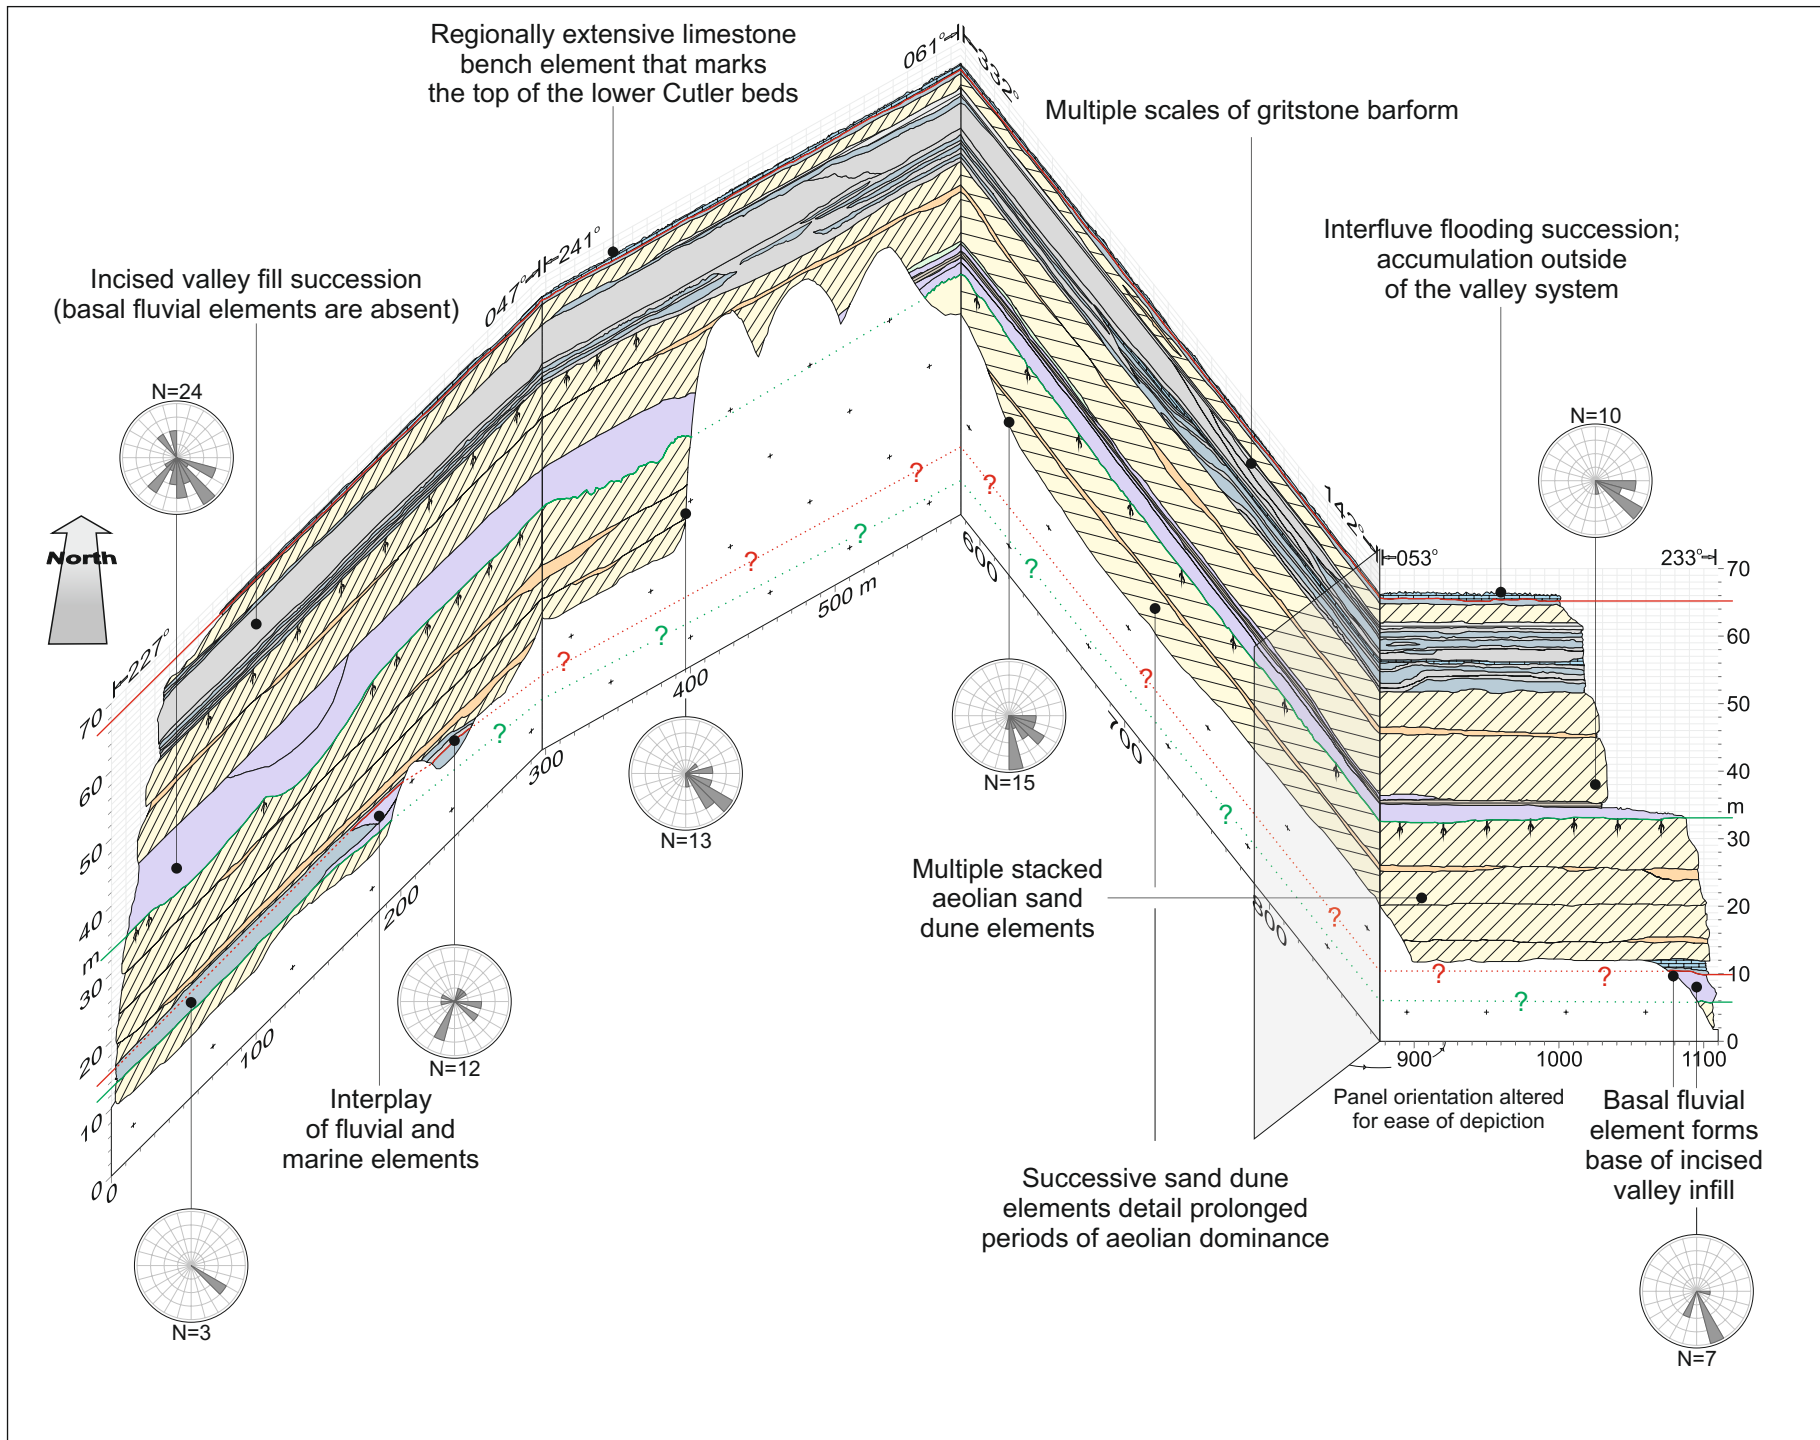 Regionally extensive limestone
bench element that marks
the top of the lower Cutler beds
061°
332°
Multiple scales of gritstone barform
Interfluve flooding succession;
accumulation outside
of the valley system
Incised valley fill succession
(basal fluvial elements are absent)
047°
241°
N=24
N=10
North
227°
142°
053°
233°
70
60
50
40
m
30
20
10
0
0
100
200
300
400
500 m
600
700
800
900
1000
1100
70
60
50
40
m
30
20
10
0
?
?
?
?
?
?
?
?
?
?
?
?
?
?
N=15
N=13
N=12
N=3
N=7
Multiple stacked
aeolian sand
dune elements
Interplay
of fluvial and
marine elements
Panel orientation altered
for ease of depiction
Basal fluvial
element forms
base of incised
valley infill
Successive sand dune
elements detail prolonged
periods of aeolian dominance